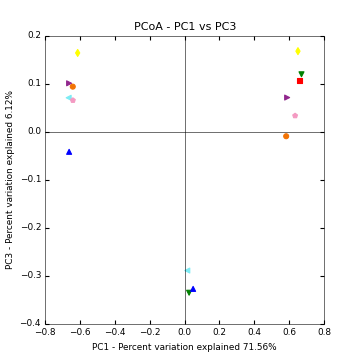 PCoA - PC1 vs PC3
0.2
0.1
0.0
−0.1
−0.2
−0.3
−0.4
−0.8 −0.6 −0.4 −0.2 0.0 0.2 0.4 0.6 0.8
PC3 - Percent variation explained 6.12%
PC1 - Percent variation explained 71.56%